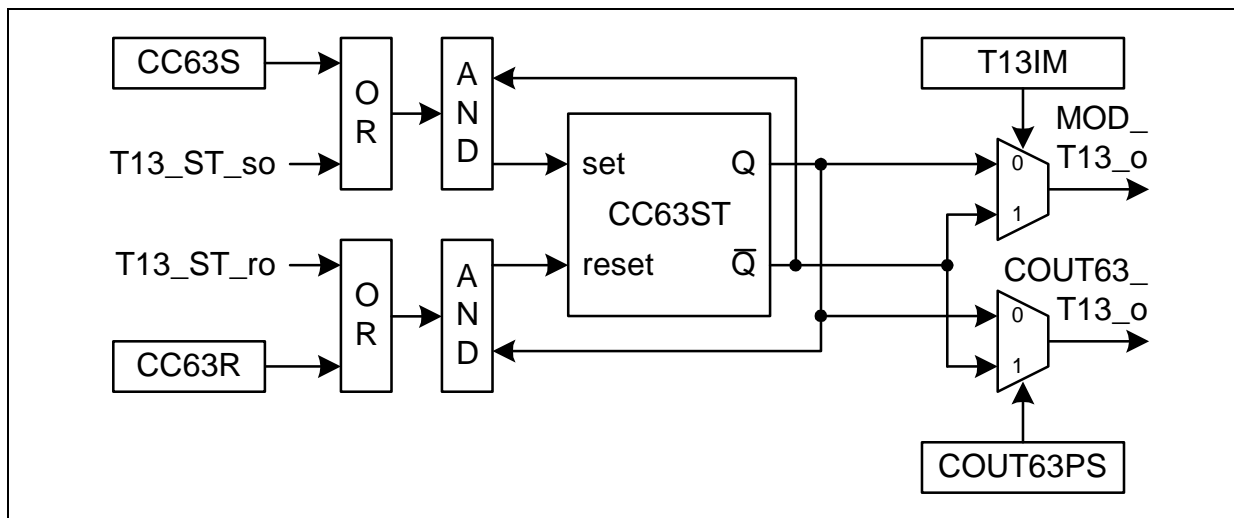 CC63S
T13_ST_so
T13_ST_ro
CC63R
O
R
O
R
A
N
D
A
N
D
set
Q
CC63ST
reset
Q̅
T13IM
MOD_
T13_o
0
1
COUT63_
T13_o
0
1
COUT63PS